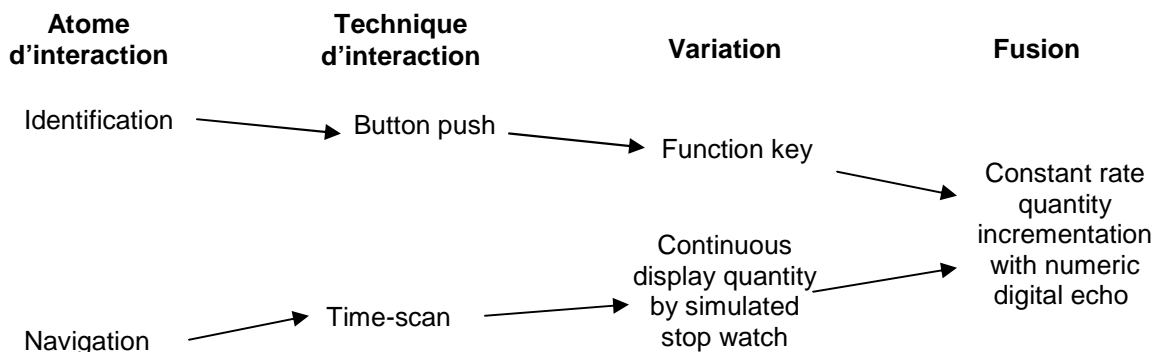 Atome
d’interaction
Technique
d’interaction
Variation
Fusion
Identification
Button push
Function key
Constant rate
quantity
incrementation
with numeric
digital echo
Continuous
display quantity
by simulated
stop watch
Time-scan
Navigation